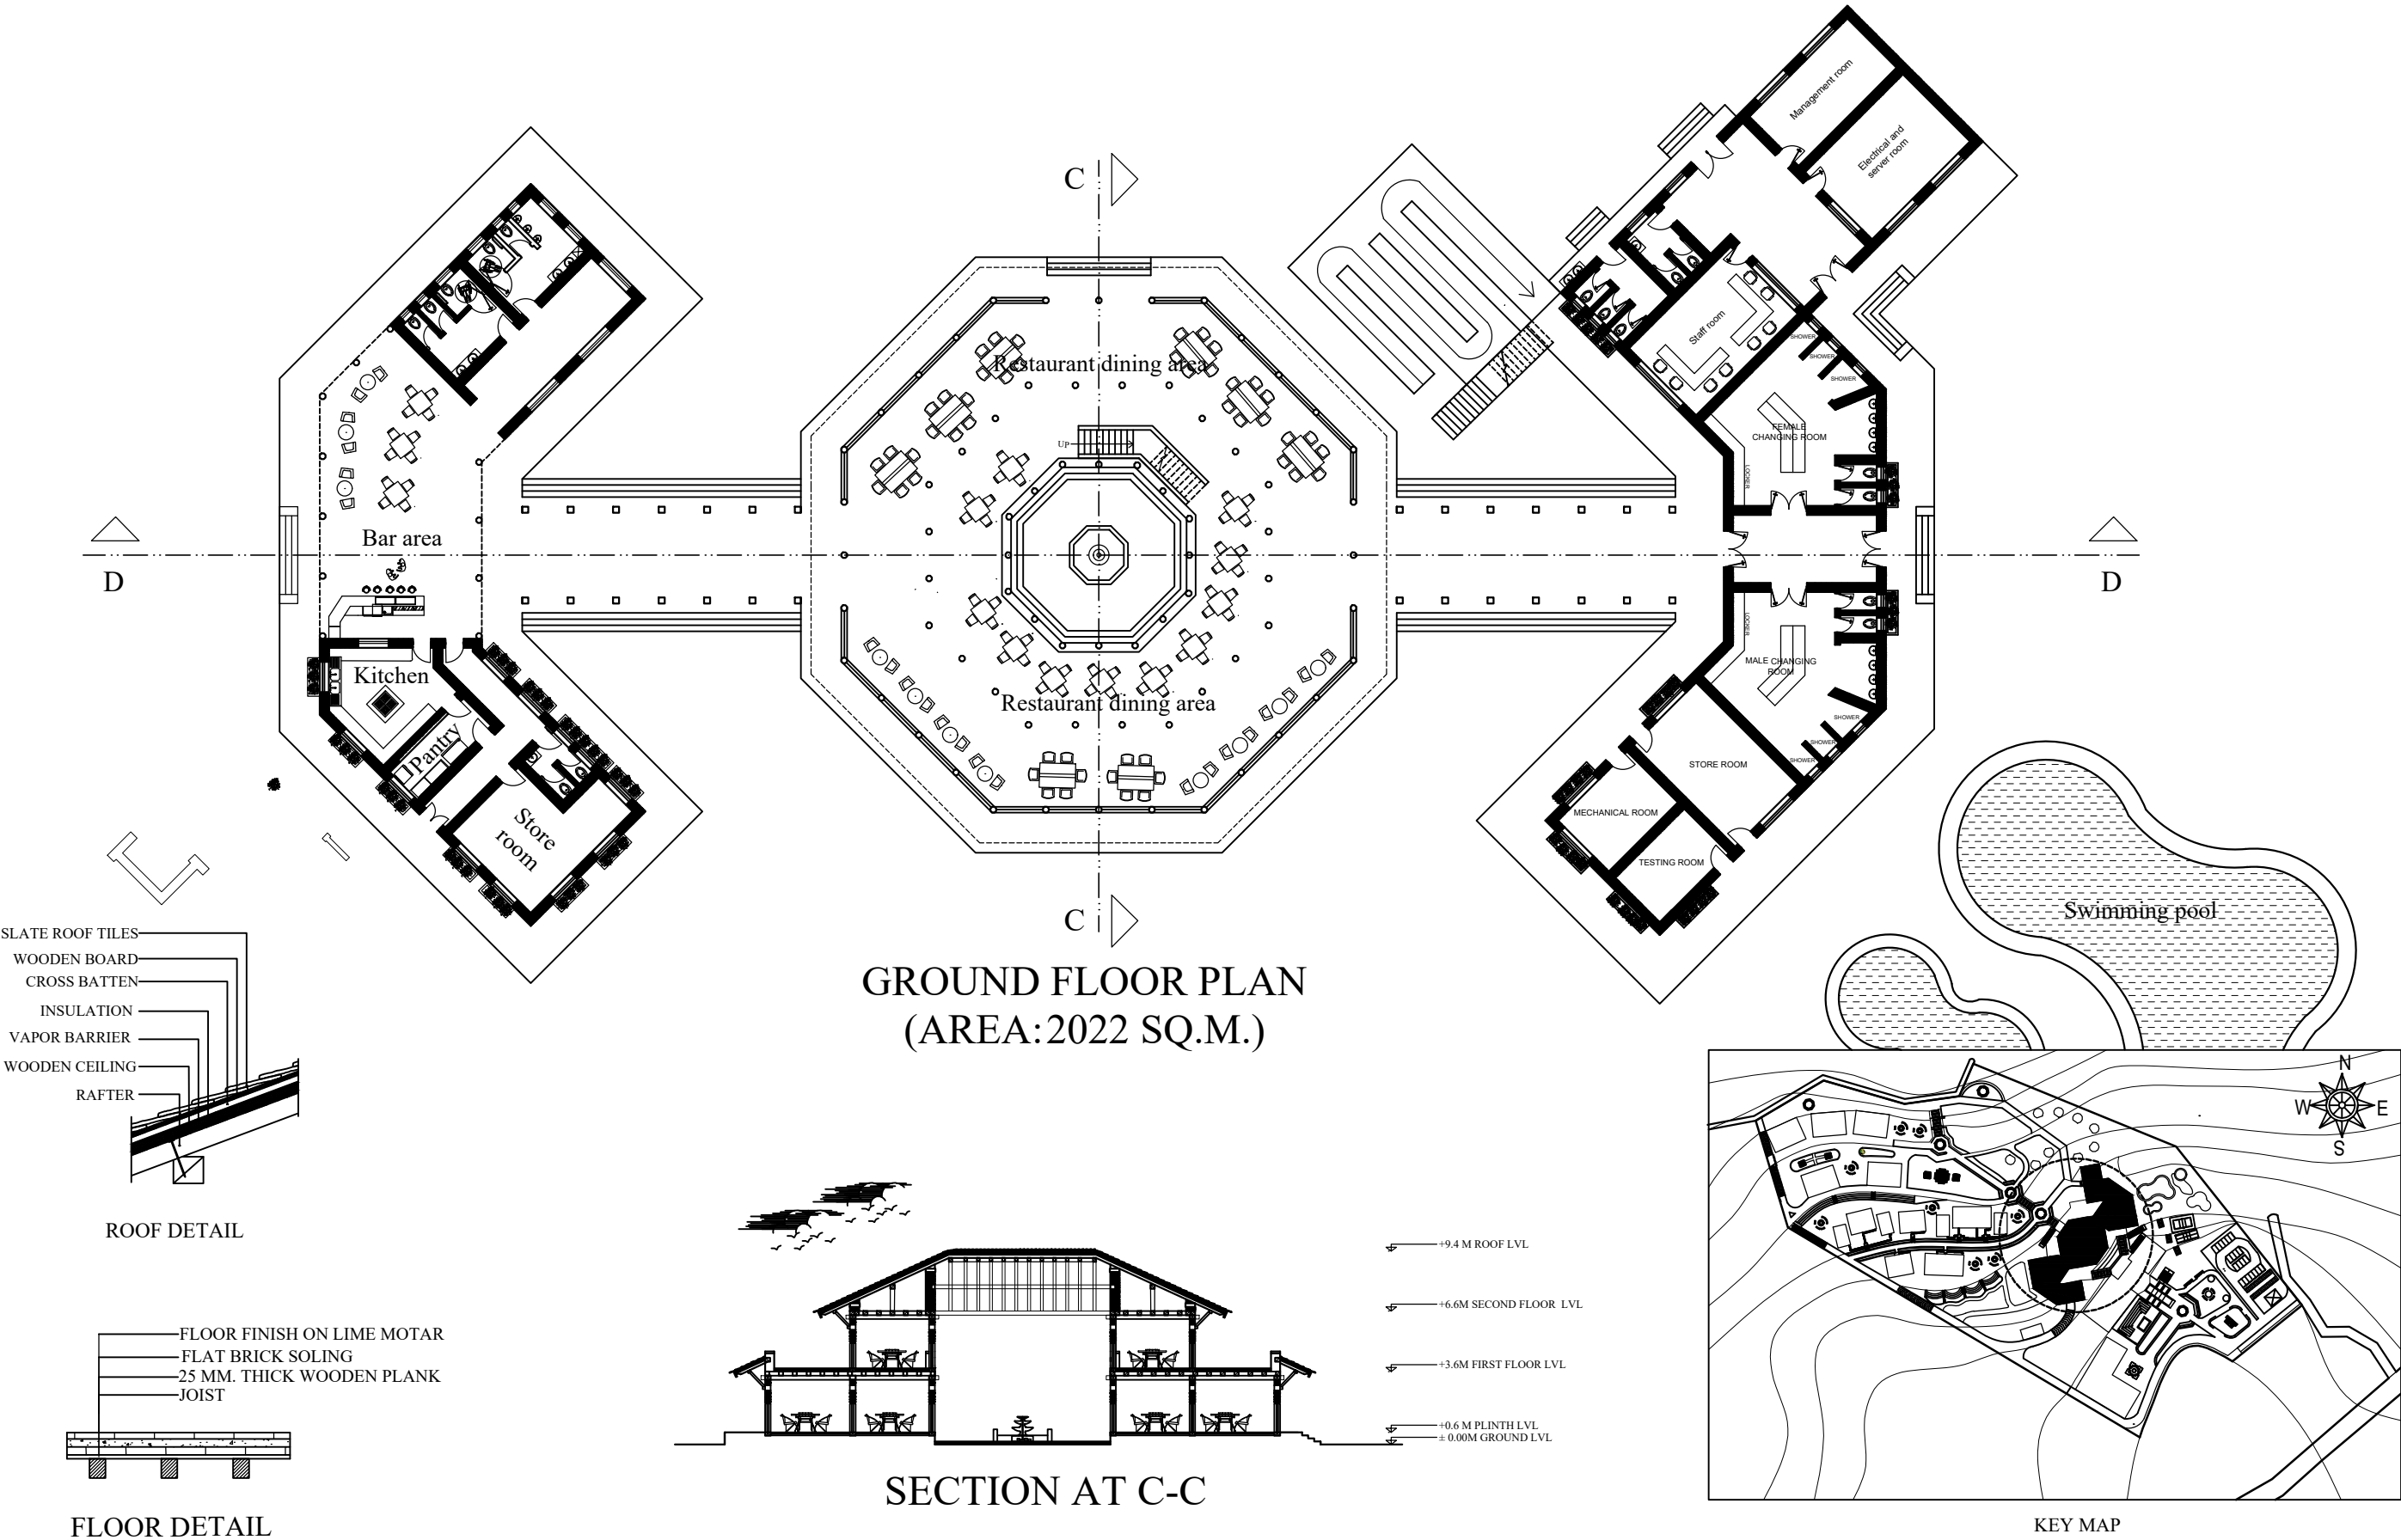 Management room
Electrical and
server room
C
Staff room
SHOWER
SHOWER
SHOWER
Restaurant dining area
FEMALE
CHANGING ROOM
UP
LOCKER
Bar area
D
D
LOCKER
Kitchen
MALE CHANGING
ROOM
Restaurant dining area
SHOWER
SHOWER
SHOWER
Pantry
STORE ROOM
MECHANICAL ROOM
Store
room
TESTING ROOM
C
Swimming pool
GROUND FLOOR PLAN
(AREA:2022 SQ.M.)
SLATE ROOF TILES
WOODEN BOARD
CROSS BATTEN
INSULATION
VAPOR BARRIER
WOODEN CEILING
RAFTER
ROOF DETAIL
N
W
E
S
+9.4 M ROOF LVL
+6.6M SECOND FLOOR LVL
+3.6M FIRST FLOOR LVL
+0.6 M PLINTH LVL
± 0.00M GROUND LVL
FLOOR FINISH ON LIME MOTAR
FLAT BRICK SOLING
25 MM. THICK WOODEN PLANK
JOIST
FLOOR DETAIL
SECTION AT C-C
KEY MAP